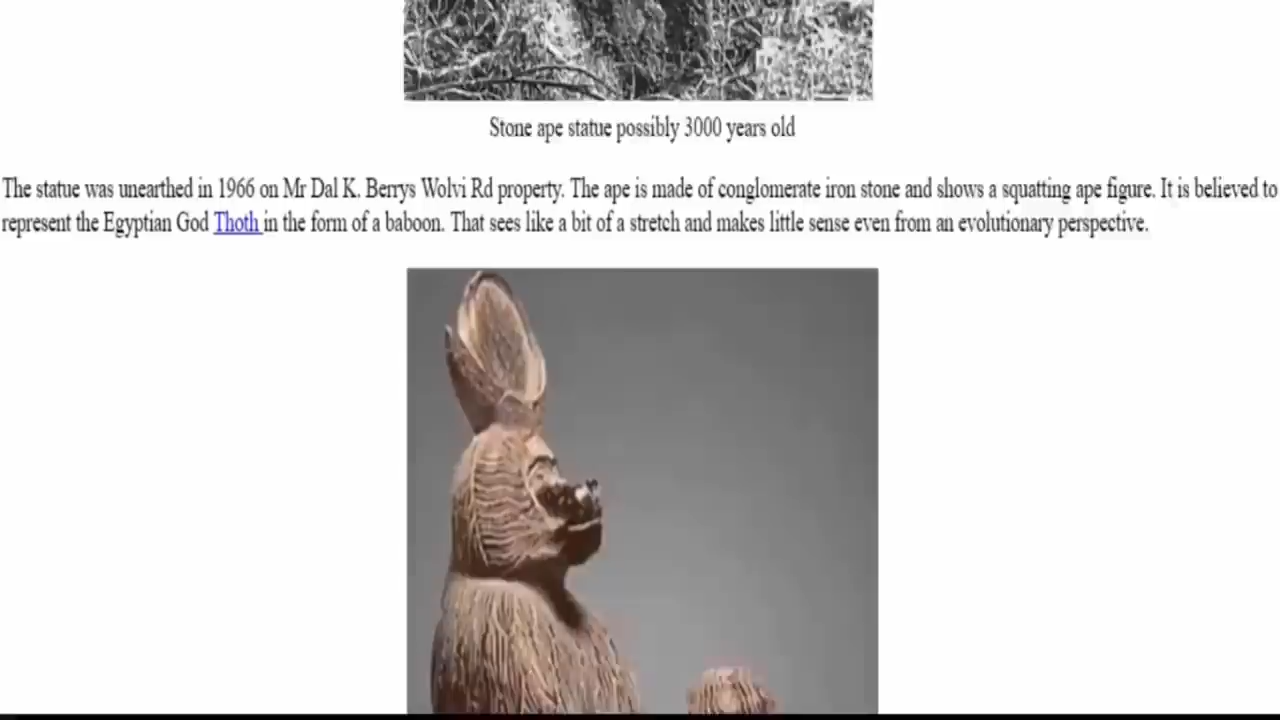 Stone ape statue possibly 3000 years old
The statue was unearthed in 1966 on Mr Dal K. Berrys Wolvi Rd property. The ape is made of conglomerate iron stone and shows a squatting ape figure. It is believed to
represent the Egyptian God Thoth in the form of a baboon. That sees like a bit of a stretch and makes little sense even from an evolutionary perspective.